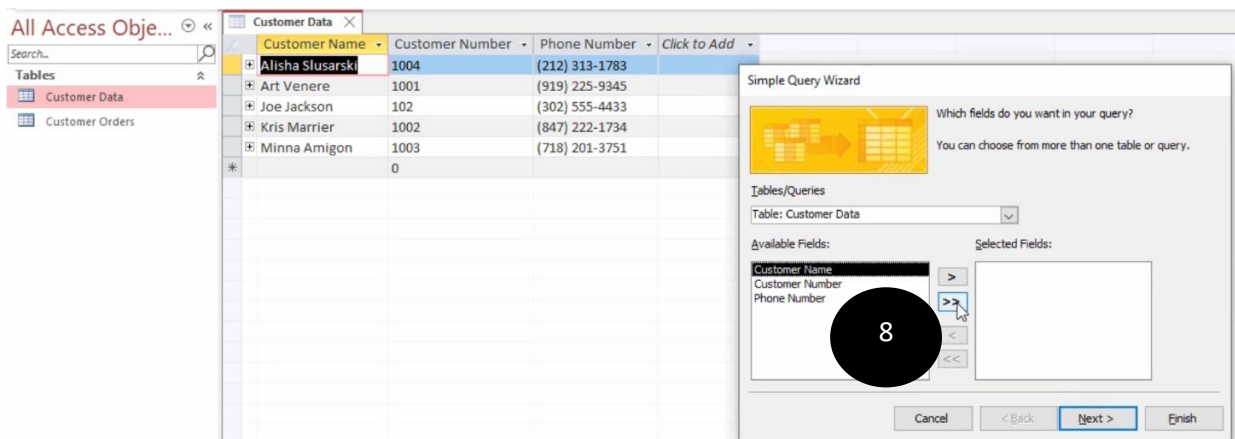 All Access Obje...
Search...
Tables
Customer Data
Customer Orders
Customer Data
Customer Name Customer Number Phone Number Click to Add
Alisha Slusarski 1004 (212) 313-1783
Art Venere 1001 (919) 225-9345
Joe Jackson 102 (302) 555-4433
Kris Marrier 1002 (847) 222-1734
Minna Amigon 1003 (718) 201-3751
* 0
Simple Query Wizard
Which fields do you want in your query?
You can choose from more than one table or query.
Tables/Queries
Table: Customer Data
Available Fields: Selected Fields:
Customer Name
Customer Number
Phone Number
>
>>
<
<<
8
Cancel < Back Next > Finish